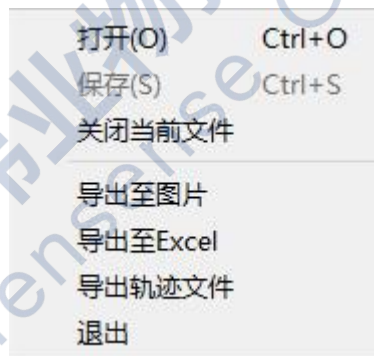 打开(O) Ctrl+O
保存(S) Ctrl+S
关闭当前文件
导出至图片
导出至Excel
导出轨迹文件
退出